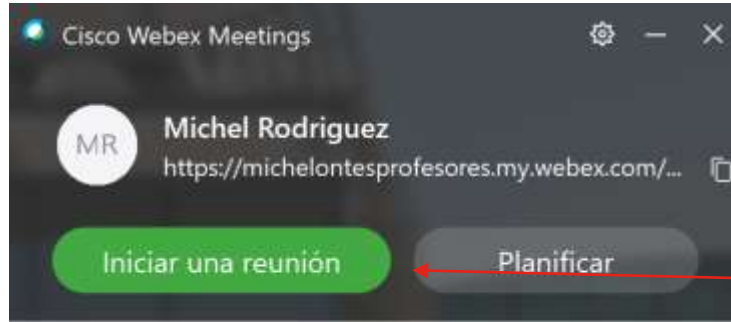 Cisco Webex Meetings
MR
Michel Rodriguez
https://michelontesprofesores.my.webex.com/...
Iniciar una reunión
Planificar